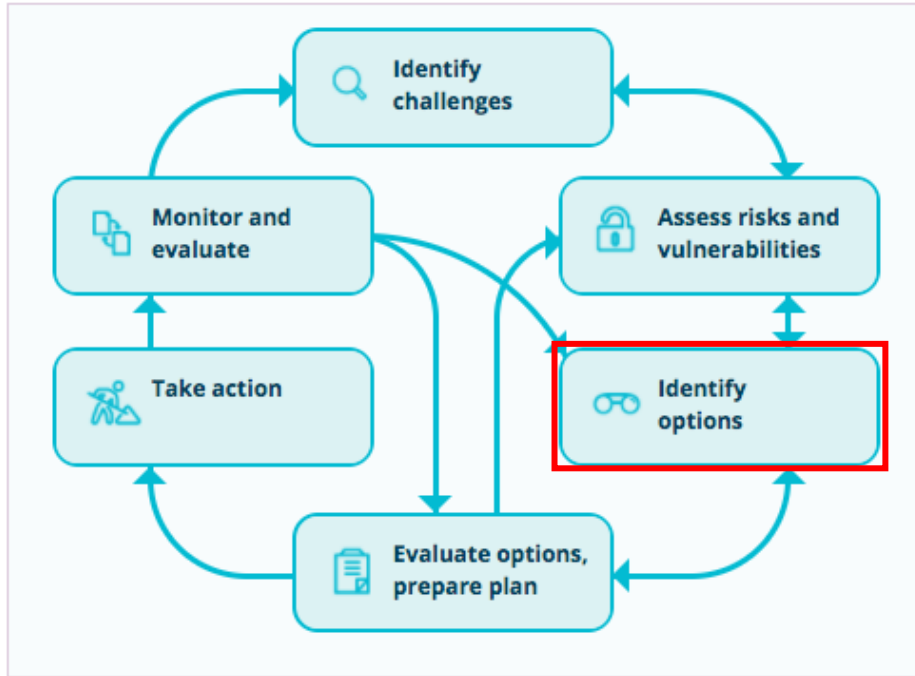 Identify
challenges
Monitor and
evaluate
Assess risks and
vulnerabilities
Take action
Identify
options
Evaluate options,
prepare plan